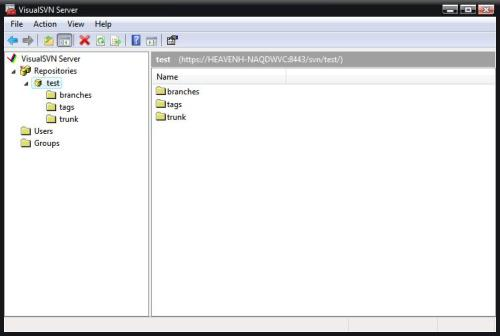 VisualSVN Server
File Action View Help
VisualSVN Server
Repositories
test
branches
tags
trunk
Users
Groups
test (https://HEAVENH-NAQDWVC:8443/svn/test/)
Name
branches
tags
trunk